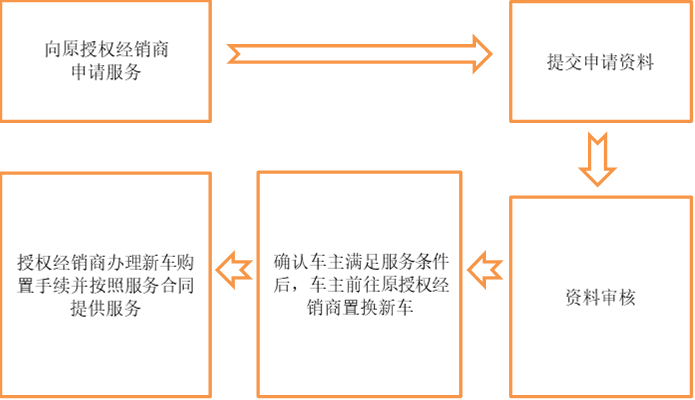 向原授权经销商
申请服务
提交申请资料
资料审核
确认车主满足服务条件
后，车主前往原授权经
销商置换新车
授权经销商办理新车购
置手续并按照服务合同
提供服务